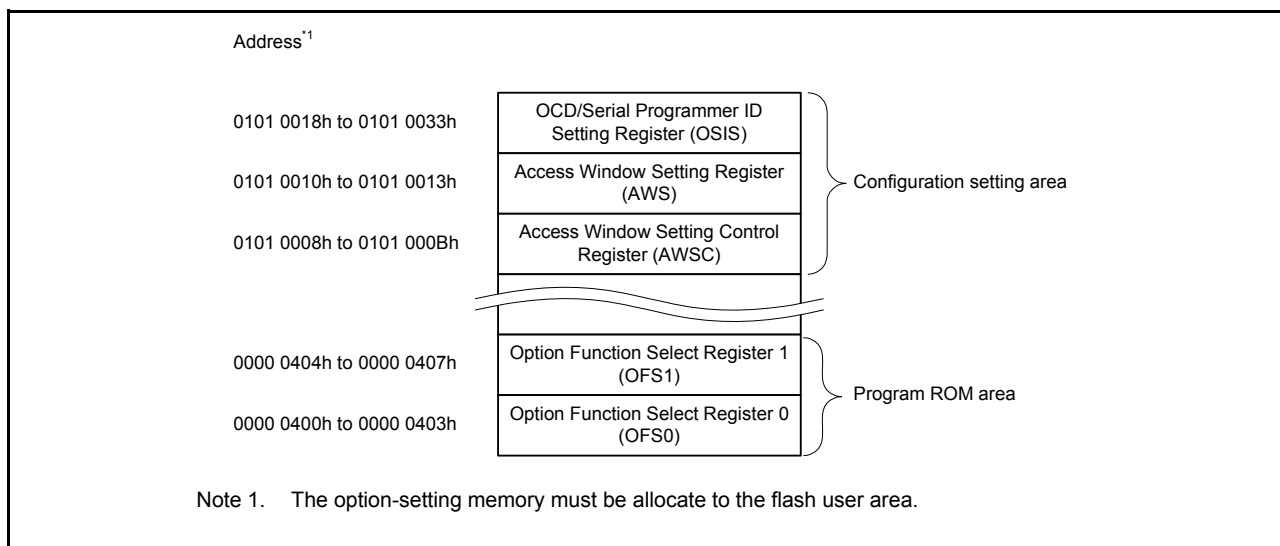 Address*1
0101 0018h to 0101 0033h
OCD/Serial Programmer ID
Setting Register (OSIS)
0101 0010h to 0101 0013h
Access Window Setting Register
(AWS)
Configuration setting area
0101 0008h to 0101 000Bh
Access Window Setting Control
Register (AWSC)
0000 0404h to 0000 0407h
Option Function Select Register 1
(OFS1)
Program ROM area
0000 0400h to 0000 0403h
Option Function Select Register 0
(OFS0)
Note 1. The option-setting memory must be allocate to the flash user area.